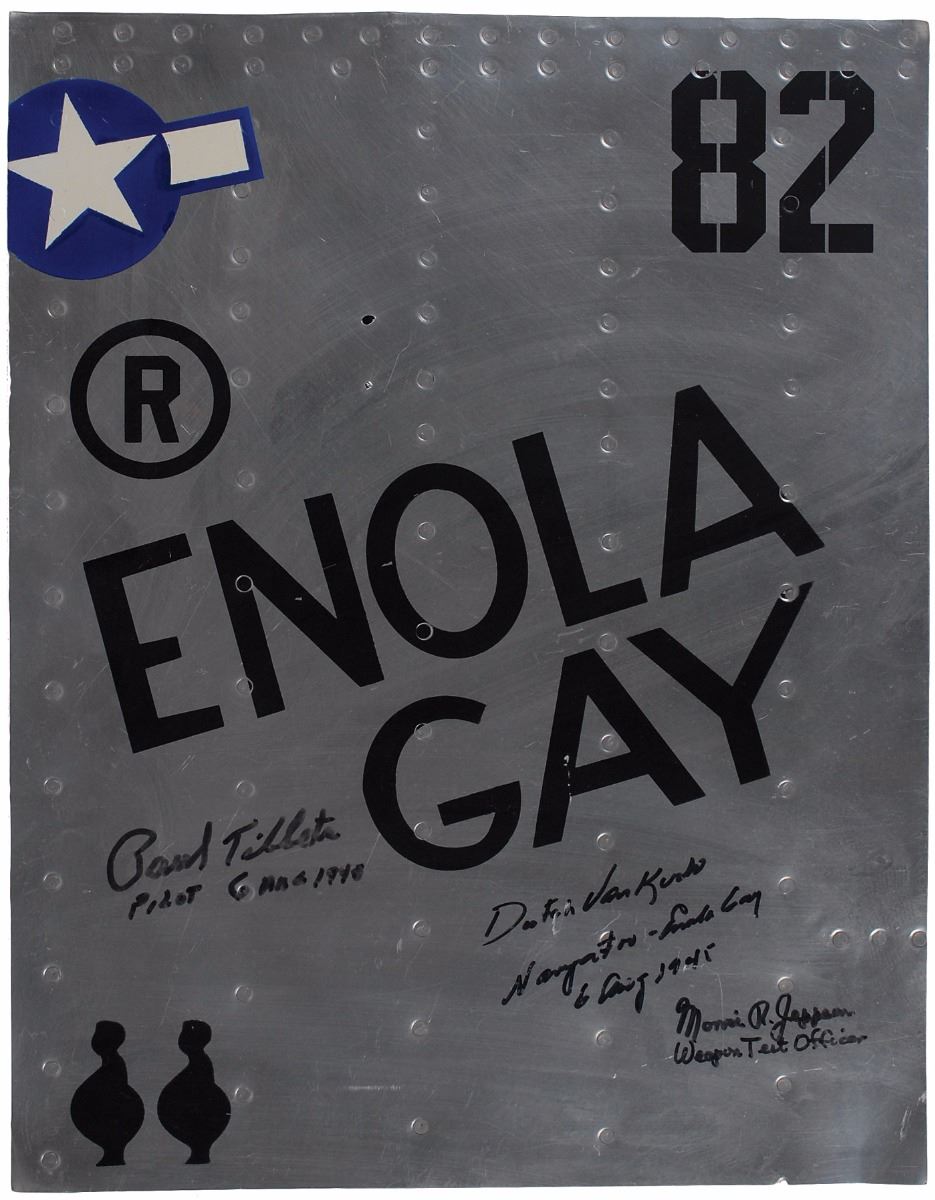 82
R
ENOLA
GAY
Paul Tibbets
PILOT 6 AUG 1945
Dutch Van Kirk
Navigator - Enola Gay
6 Aug 1945
Morris R. Jeppson
Weapon Test Officer